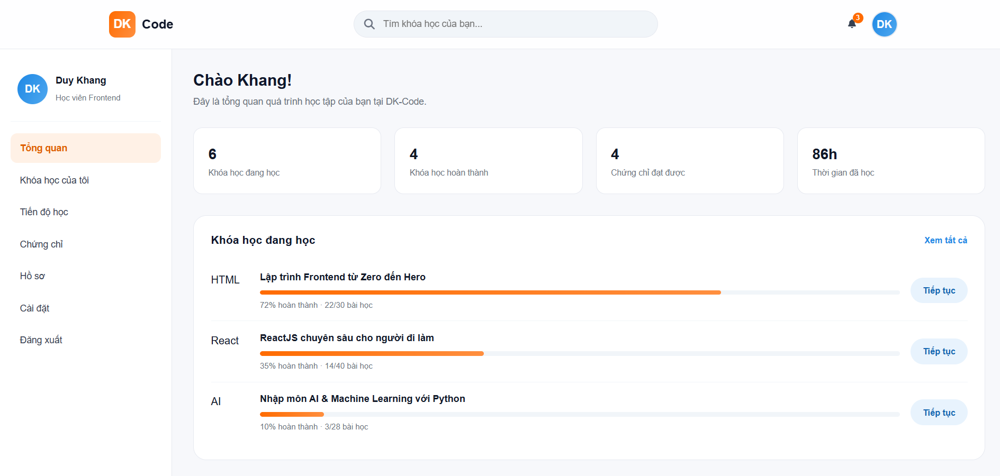 DK Code
Tìm khóa học của bạn...
3
DK
DK
Duy Khang
Học viên Frontend
Tổng quan
Khóa học của tôi
Tiến độ học
Chứng chỉ
Hồ sơ
Cài đặt
Đăng xuất
Chào Khang!
Đây là tổng quan quá trình học tập của bạn tại DK-Code.
6
Khóa học đang học
4
Khóa học hoàn thành
4
Chứng chỉ đạt được
86h
Thời gian đã học
Khóa học đang học
Xem tất cả
HTML
Lập trình Frontend từ Zero đến Hero
72% hoàn thành · 22/30 bài học
Tiếp tục
React
ReactJS chuyên sâu cho người đi làm
35% hoàn thành · 14/40 bài học
Tiếp tục
AI
Nhập môn AI & Machine Learning với Python
10% hoàn thành · 3/28 bài học
Tiếp tục